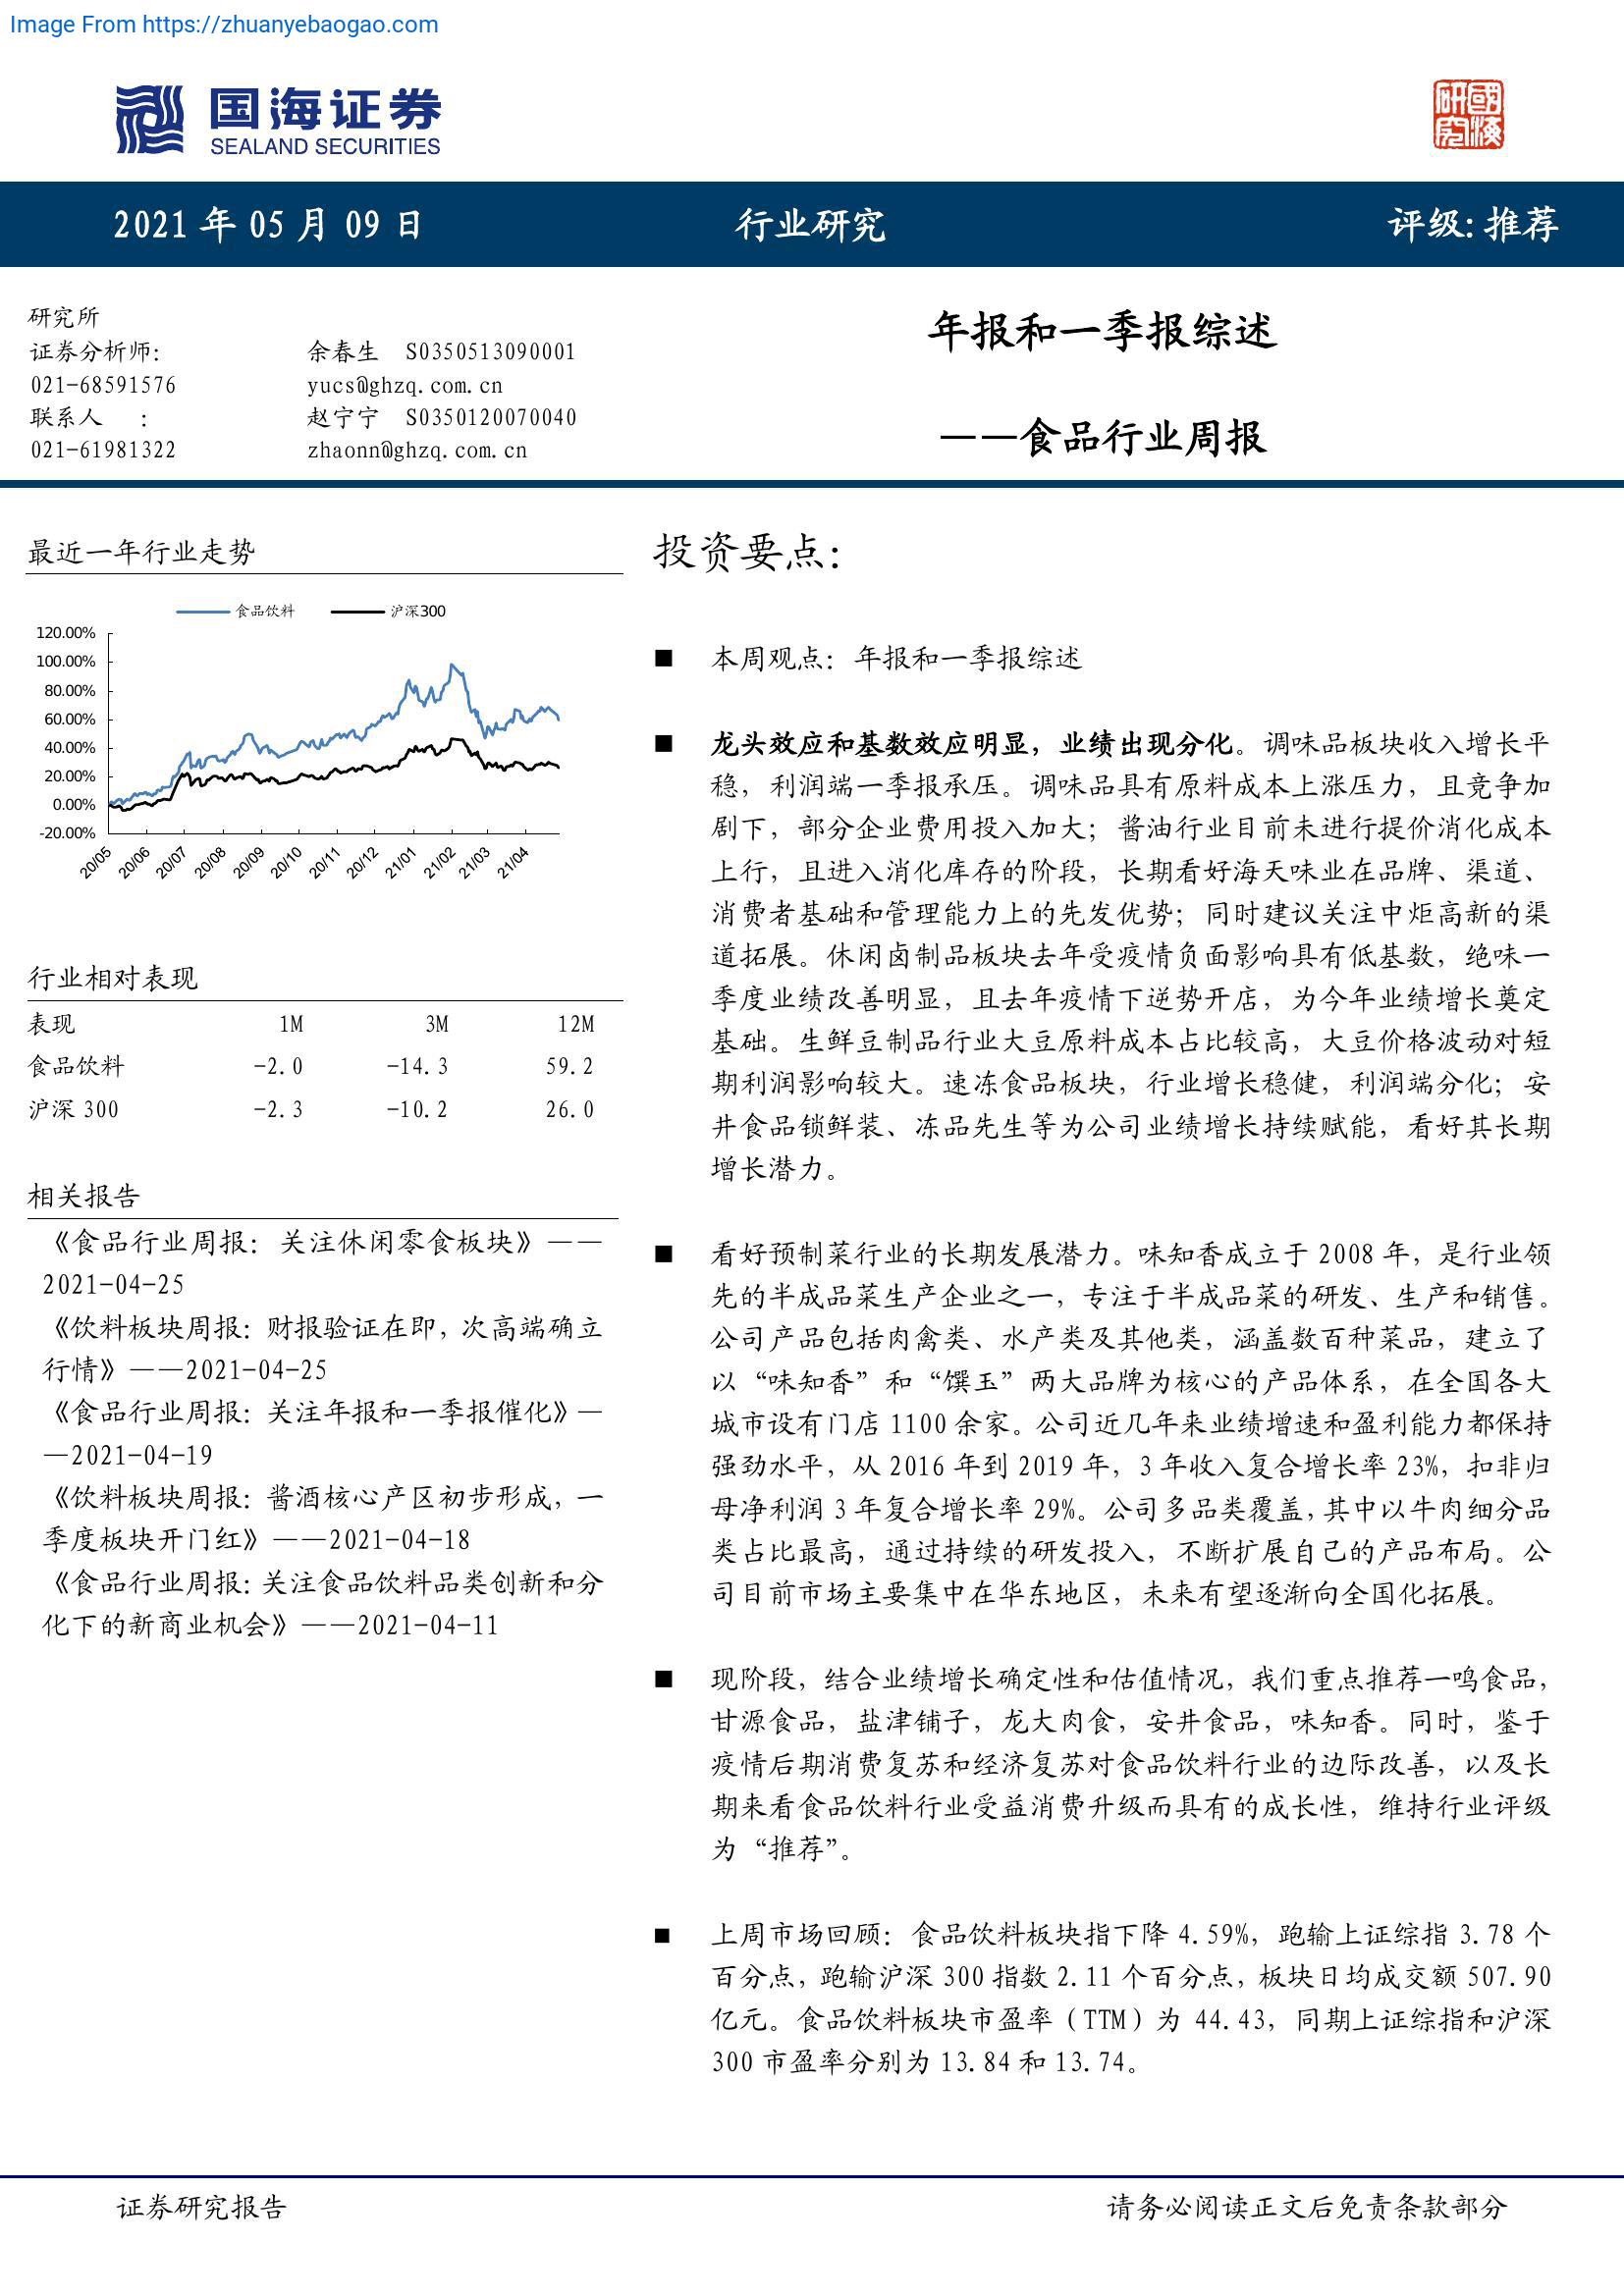 Image From https://zhuanyebaogao.com
国海证券
SEALAND SECURITIES
國海研究
2021 年 05 月 09 日 行业研究 评级:推荐
研究所
证券分析师: 余春生 S0350513090001
021-68591576 yucs@ghzq.com.cn
联系人 : 赵宁宁 S0350120070040
021-61981322 zhaonn@ghzq.com.cn
年报和一季报综述
——食品行业周报
最近一年行业走势
食品饮料 沪深300
120.00%
100.00%
80.00%
60.00%
40.00%
20.00%
0.00%
-20.00%
20/05 20/06 20/07 20/08 20/09 20/10 20/11 20/12 21/01 21/02 21/03 21/04
行业相对表现
表现 1M 3M 12M
食品饮料 -2.0 -14.3 59.2
沪深 300 -2.3 -10.2 26.0
相关报告
《食品行业周报：关注休闲零食板块》——
2021-04-25
《饮料板块周报：财报验证在即，次高端确立
行情》——2021-04-25
《食品行业周报：关注年报和一季报催化》—
—2021-04-19
《饮料板块周报：酱酒核心产区初步形成，一
季度板块开门红》——2021-04-18
《食品行业周报：关注食品饮料品类创新和分
化下的新商业机会》——2021-04-11
投资要点：
■ 本周观点：年报和一季报综述
■ 龙头效应和基数效应明显，业绩出现分化。调味品板块收入增长平
稳，利润端一季报承压。调味品具有原料成本上涨压力，且竞争加
剧下，部分企业费用投入加大；酱油行业目前未进行提价消化成本
上行，且进入消化库存的阶段，长期看好海天味业在品牌、渠道、
消费者基础和管理能力上的先发优势；同时建议关注中炬高新的渠
道拓展。休闲卤制品板块去年受疫情负面影响具有低基数，绝味一
季度业绩改善明显，且去年疫情下逆势开店，为今年业绩增长奠定
基础。生鲜豆制品行业大豆原料成本占比较高，大豆价格波动对短
期利润影响较大。速冻食品板块，行业增长稳健，利润端分化；安
井食品锁鲜装、冻品先生等为公司业绩增长持续赋能，看好其长期
增长潜力。
■ 看好预制菜行业的长期发展潜力。味知香成立于 2008 年，是行业领
先的半成品菜生产企业之一，专注于半成品菜的研发、生产和销售。
公司产品包括肉禽类、水产类及其他类，涵盖数百种菜品，建立了
以“味知香”和“馔玉”两大品牌为核心的产品体系，在全国各大
城市设有门店 1100 余家。公司近几年来业绩增速和盈利能力都保持
强劲水平，从 2016 年到 2019 年，3 年收入复合增长率 23%，扣非归
母净利润 3 年复合增长率 29%。公司多品类覆盖，其中以牛肉细分品
类占比最高，通过持续的研发投入，不断扩展自己的产品布局。公
司目前市场主要集中在华东地区，未来有望逐渐向全国化拓展。
■ 现阶段，结合业绩增长确定性和估值情况，我们重点推荐一鸣食品，
甘源食品，盐津铺子，龙大肉食，安井食品，味知香。同时，鉴于
疫情后期消费复苏和经济复苏对食品饮料行业的边际改善，以及长
期来看食品饮料行业受益消费升级而具有的成长性，维持行业评级
为“推荐”。
■ 上周市场回顾：食品饮料板块指下降 4.59%，跑输上证综指 3.78 个
百分点，跑输沪深 300 指数 2.11 个百分点，板块日均成交额 507.90
亿元。食品饮料板块市盈率（TTM）为 44.43，同期上证综指和沪深
300 市盈率分别为 13.84 和 13.74。
证券研究报告 请务必阅读正文后免责条款部分